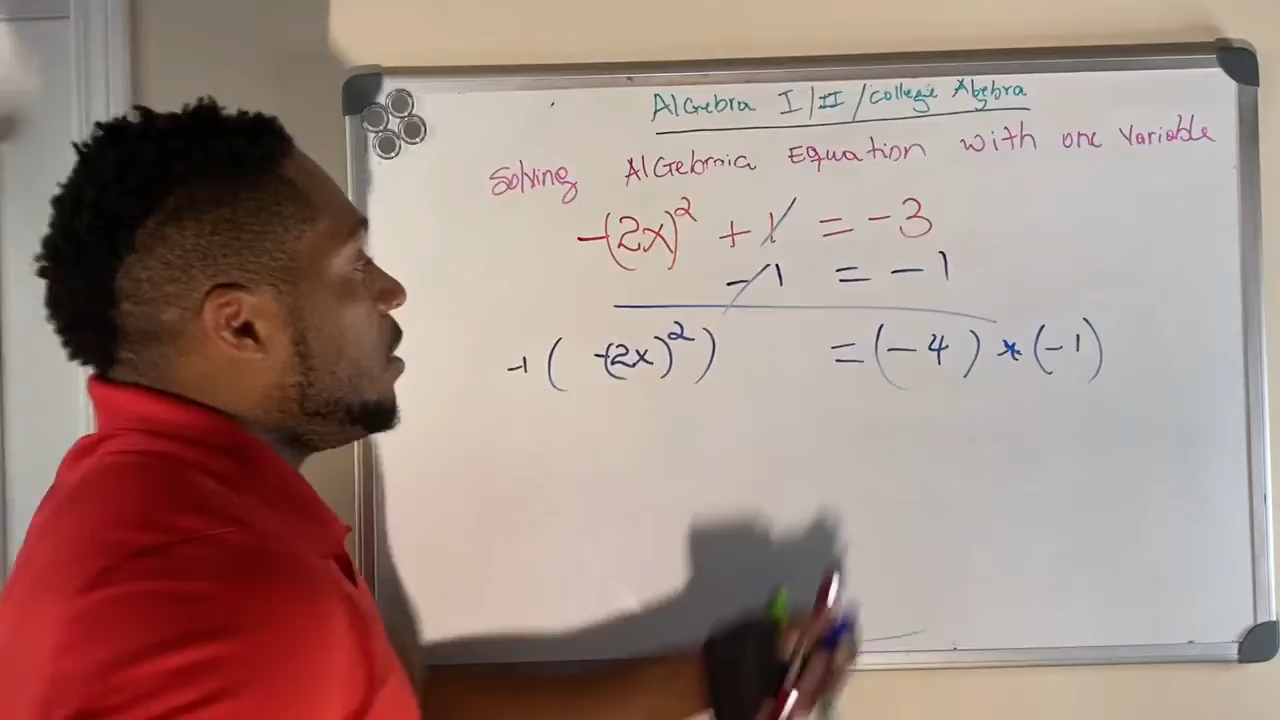 AlGebra I/II/college Algebra
Solving AlGebraic Equation with one Variable
-(2x)² + 1 = -3
-1 = -1
-1 ( -(2x)²) = (-4) * (-1)